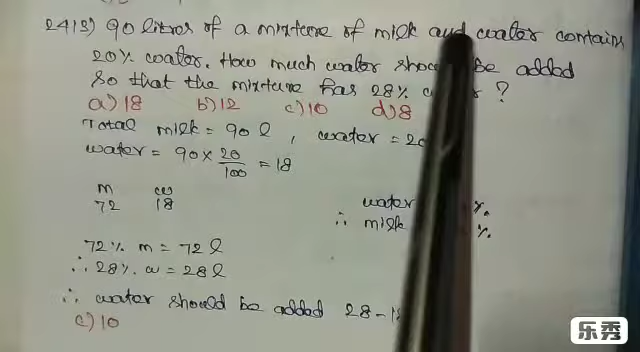 24(3) 90 litres of a mixture of milk and water contains
20% water. How much water should be added
so that the mixture has 28% ?
a) 18 b) 12 c) 10 d) 8
Total milk = 90 l , water =
water = 90 × 20/100 = 18
m w
72 18
water %.
∴ milk %.
72% m = 72 l
∴ 28% w = 28 l
∴ water should be added 28 -
c) 10
乐秀